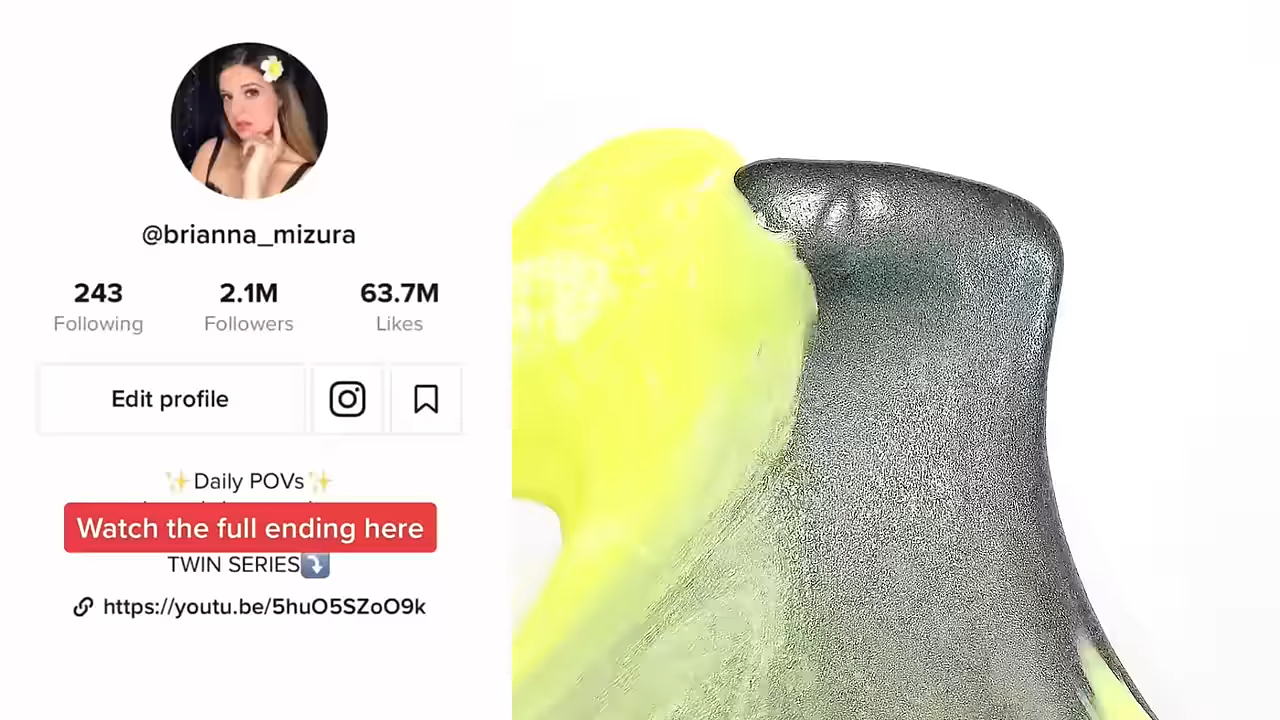 @brianna_mizura
243 2.1M 63.7M
Following Followers Likes
Edit profile
✨Daily POVs✨
Watch the full ending here
TWIN SERIES⤵️
https://youtu.be/5huO5SZoO9k